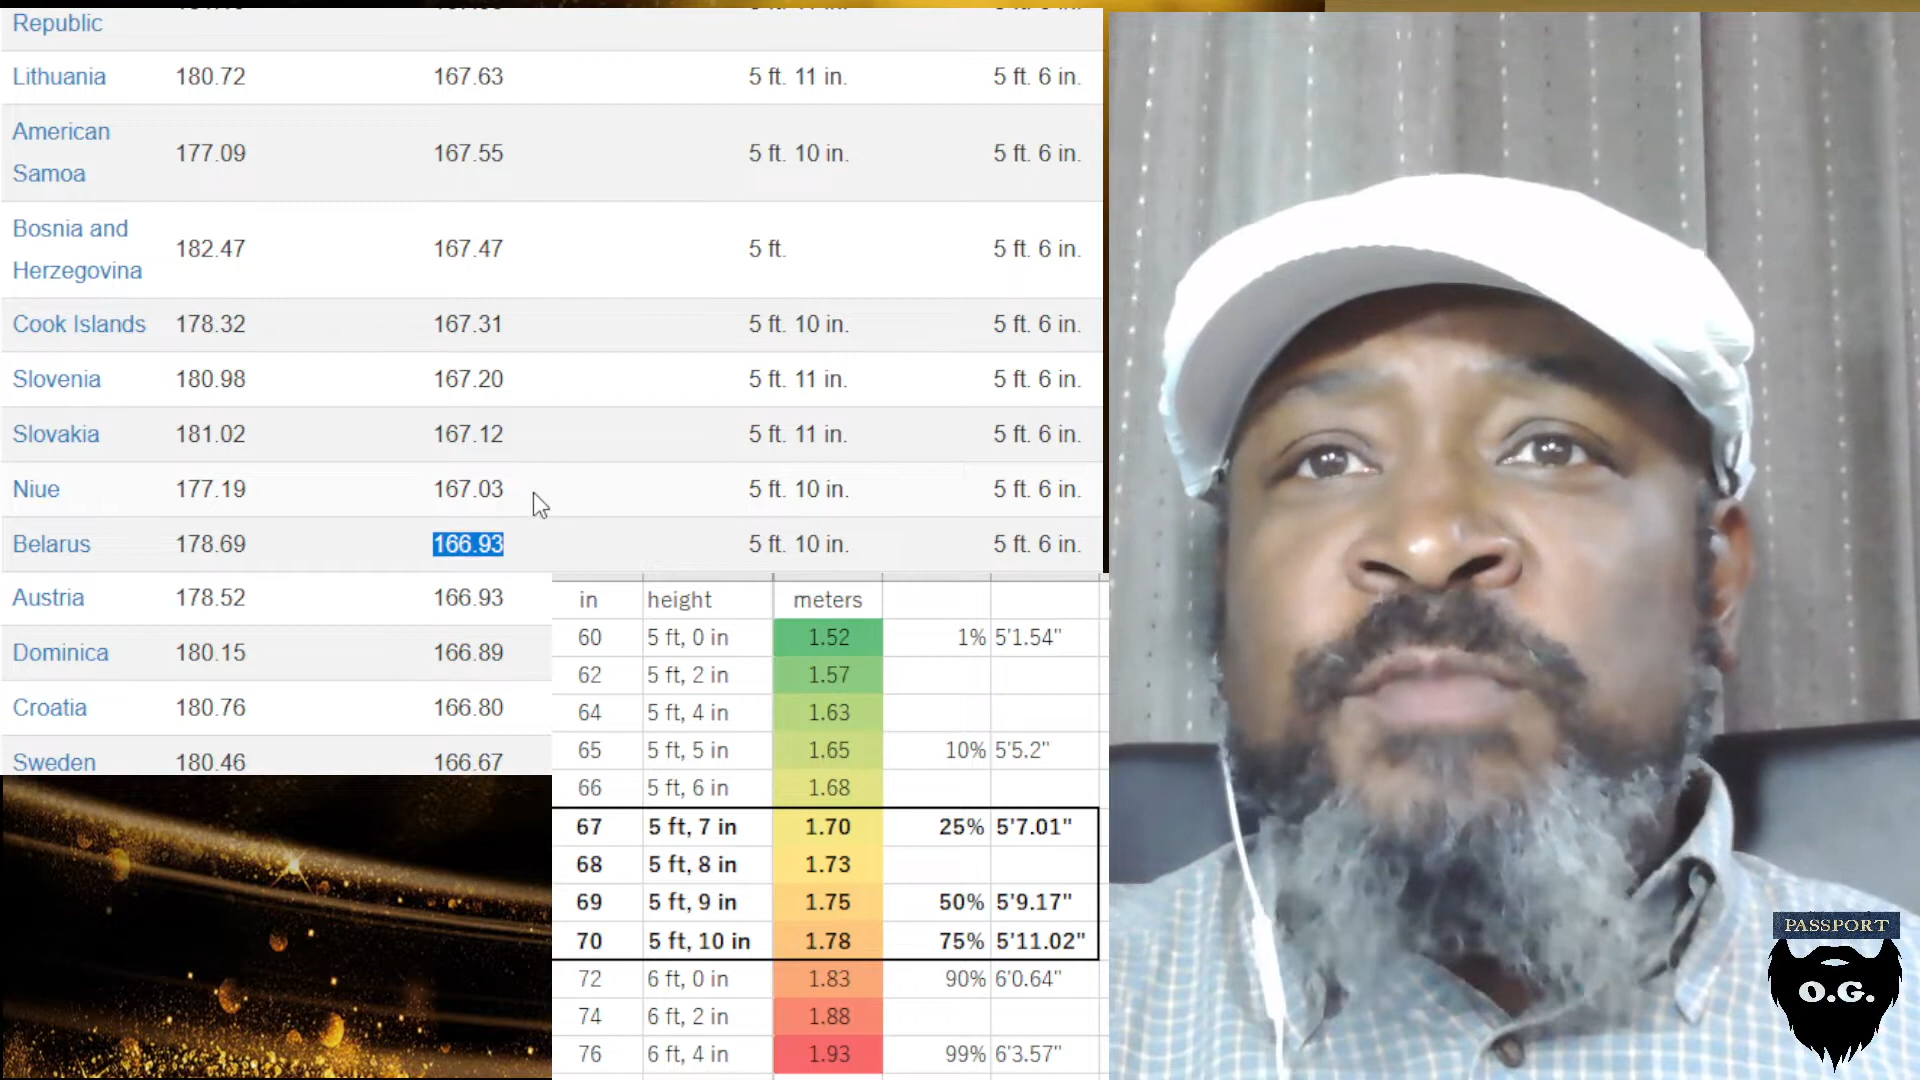 Republic
Lithuania 180.72 167.63 5 ft. 11 in. 5 ft. 6 in.
American
Samoa 177.09 167.55 5 ft. 10 in. 5 ft. 6 in.
Bosnia and
Herzegovina 182.47 167.47 5 ft. 5 ft. 6 in.
Cook Islands 178.32 167.31 5 ft. 10 in. 5 ft. 6 in.
Slovenia 180.98 167.20 5 ft. 11 in. 5 ft. 6 in.
Slovakia 181.02 167.12 5 ft. 11 in. 5 ft. 6 in.
Niue 177.19 167.03 5 ft. 10 in. 5 ft. 6 in.
Belarus 178.69 166.93 5 ft. 10 in. 5 ft. 6 in.
Austria 178.52 166.93
Dominica 180.15 166.89
Croatia 180.76 166.80
Sweden 180.46 166.67
in height meters
60 5 ft, 0 in 1.52 1% 5'1.54"
62 5 ft, 2 in 1.57
64 5 ft, 4 in 1.63
65 5 ft, 5 in 1.65 10% 5'5.2"
66 5 ft, 6 in 1.68
67 5 ft, 7 in 1.70 25% 5'7.01"
68 5 ft, 8 in 1.73
69 5 ft, 9 in 1.75 50% 5'9.17"
70 5 ft, 10 in 1.78 75% 5'11.02"
72 6 ft, 0 in 1.83 90% 6'0.64"
74 6 ft, 2 in 1.88
76 6 ft, 4 in 1.93 99% 6'3.57"
PASSPORT
O.G.